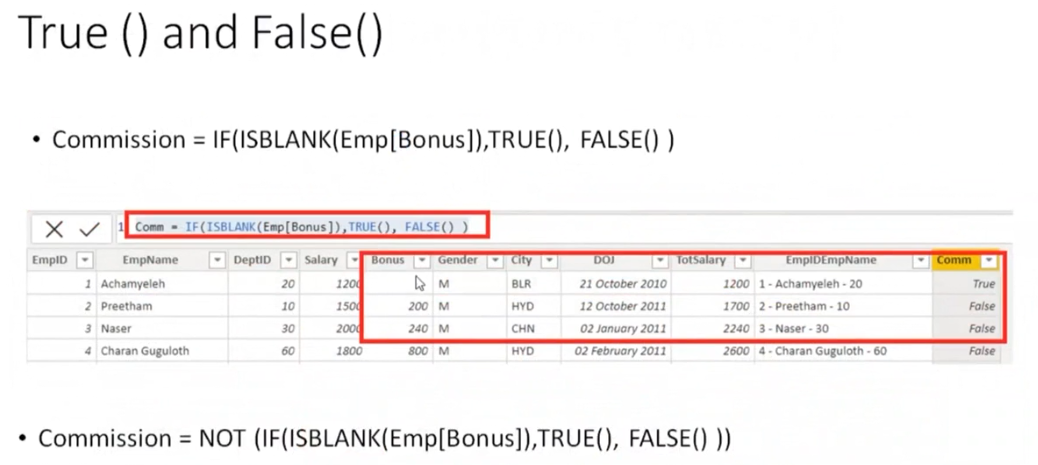 True () and False()
• Commission = IF(ISBLANK(Emp[Bonus]),TRUE(), FALSE() )
1 Comm = IF(ISBLANK(Emp[Bonus]),TRUE(), FALSE() )
EmpID EmpName DeptID Salary Bonus Gender City DOJ TotSalary EmpIDEmpName Comm
1 Achamyeleh 20 1200 M BLR 21 October 2010 1200 1 - Achamyeleh - 20 True
2 Preetham 10 1500 200 M HYD 12 October 2011 1700 2 - Preetham - 10 False
3 Naser 30 2000 240 M CHN 02 January 2011 2240 3 - Naser - 30 False
4 Charan Guguloth 60 1800 800 M HYD 02 February 2011 2600 4 - Charan Guguloth - 60 False
• Commission = NOT (IF(ISBLANK(Emp[Bonus]),TRUE(), FALSE() ))